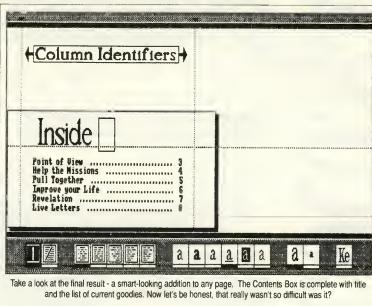 Column Identifiers
Inside
Point of View .................... 3
Help the Missions ................ 4
Pull Together .................... 5
Improve your Life ................ 6
Revelation ....................... 7
Live Letters ..................... 8
a a a a a a a a Ke
Take a look at the final result - a smart-looking addition to any page. The Contents Box is complete with title
and the list of current goodies. Now let's be honest, that really wasn't so difficult was it?